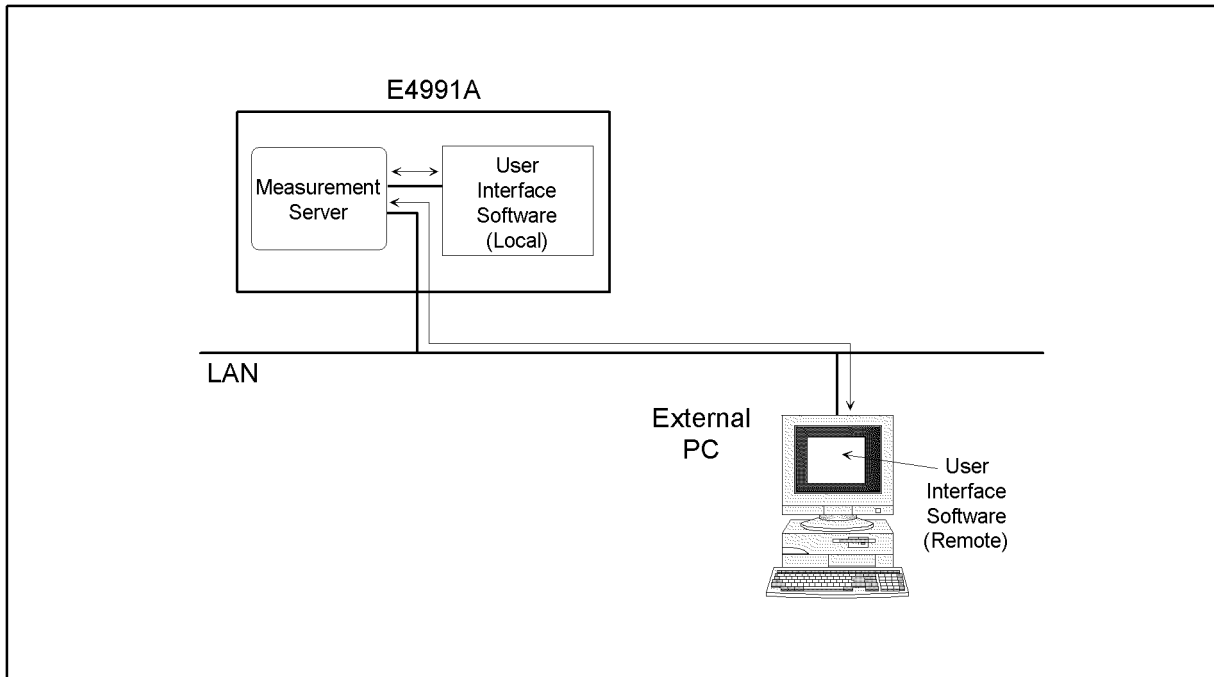 E4991A
Measurement
Server
User
Interface
Software
(Local)
LAN
External
PC
User
Interface
Software
(Remote)